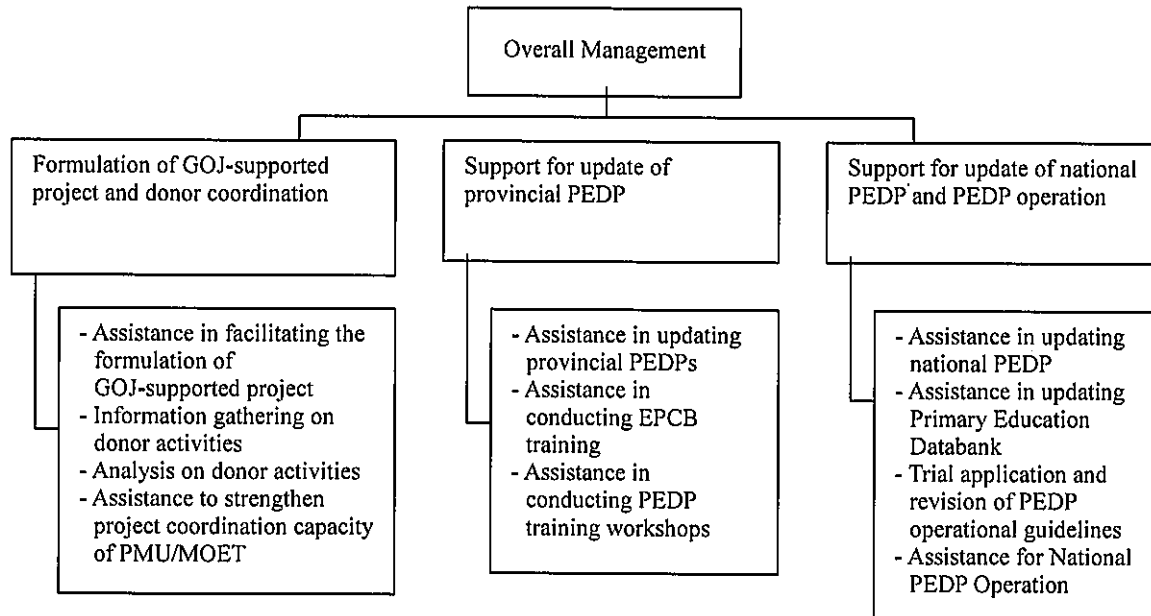 Overall Management
Formulation of GOJ-supported
project and donor coordination
Support for update of
provincial PEDP
Support for update of national
PEDP and PEDP operation
- Assistance in facilitating the
formulation of
GOJ-supported project
- Information gathering on
donor activities
- Analysis on donor activities
- Assistance to strengthen
project coordination capacity
of PMU/MOET
- Assistance in updating
provincial PEDPs
- Assistance in
conducting EPCB
training
- Assistance in
conducting PEDP
training workshops
- Assistance in updating
national PEDP
- Assistance in updating
Primary Education
Databank
- Trial application and
revision of PEDP
operational guidelines
- Assistance for National
PEDP Operation